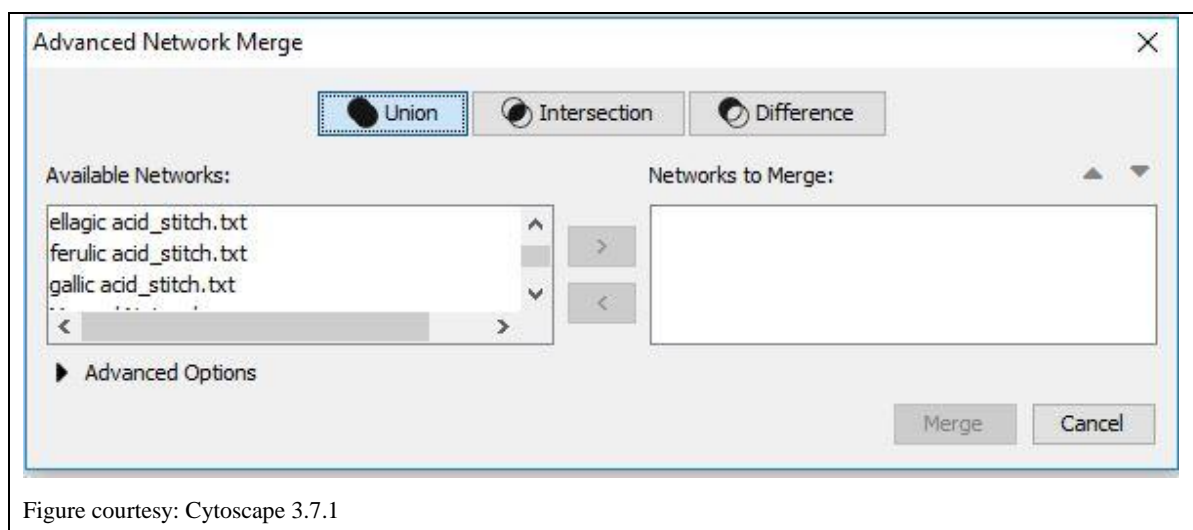 Advanced Network Merge
Union Intersection Difference
Available Networks:
Networks to Merge:
ellagic acid_stitch.txt
ferulic acid_stitch.txt
gallic acid_stitch.txt
> 
<
Advanced Options
Merge Cancel
Figure courtesy: Cytoscape 3.7.1